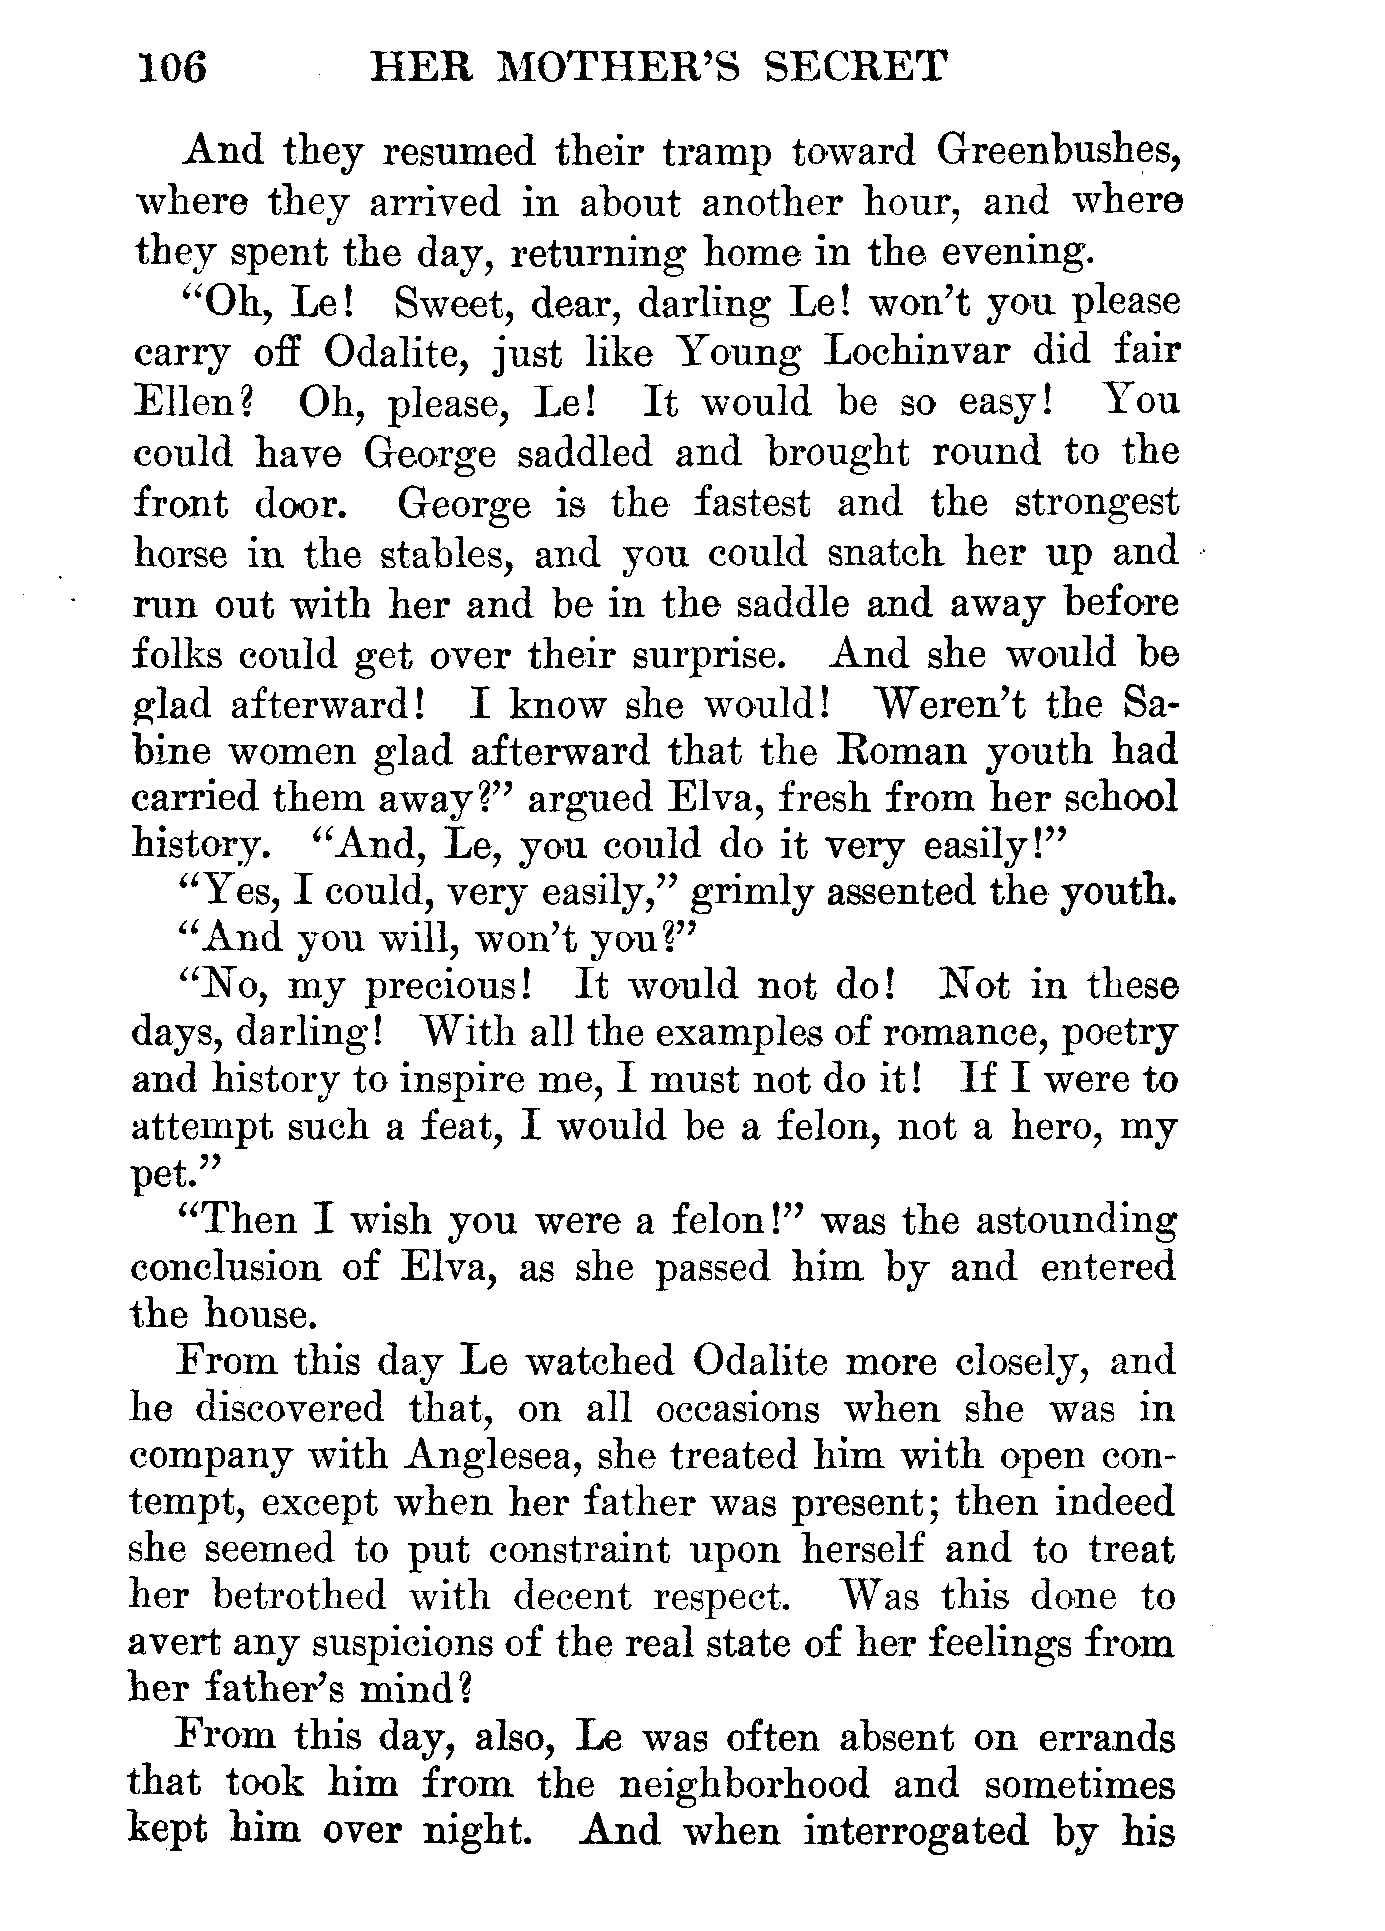 106 HER MOTHER'S SECRET
And they resumed their tramp toward Greenbushes,
where they arrived in about another hour, and where
they spent the day, returning home in the evening.
“Oh, Le! Sweet, dear, darling Le! won't you please
carry off Odalite, just like Young Lochinvar did fair
Ellen? Oh, please, Le! It would be so easy! You
could have George saddled and brought round to the
front door. George is the fastest and the strongest
horse in the stables, and you could snatch her up and
run out with her and be in the saddle and away before
folks could get over their surprise. And she would be
glad afterward! I know she would! Weren't the Sa-
bine women glad afterward that the Roman youth had
carried them away?” argued Elva, fresh from her school
history. “And, Le, you could do it very easily!”
“Yes, I could, very easily,” grimly assented the youth.
“And you will, won't you?”
“No, my precious! It would not do! Not in these
days, darling! With all the examples of romance, poetry
and history to inspire me, I must not do it! If I were to
attempt such a feat, I would be a felon, not a hero, my
pet.”
“Then I wish you were a felon!” was the astounding
conclusion of Elva, as she passed him by and entered
the house.
From this day Le watched Odalite more closely, and
he discovered that, on all occasions when she was in
company with Anglesea, she treated him with open con-
tempt, except when her father was present; then indeed
she seemed to put constraint upon herself and to treat
her betrothed with decent respect. Was this done to
avert any suspicions of the real state of her feelings from
her father's mind?
From this day, also, Le was often absent on errands
that took him from the neighborhood and sometimes
kept him over night. And when interrogated by his